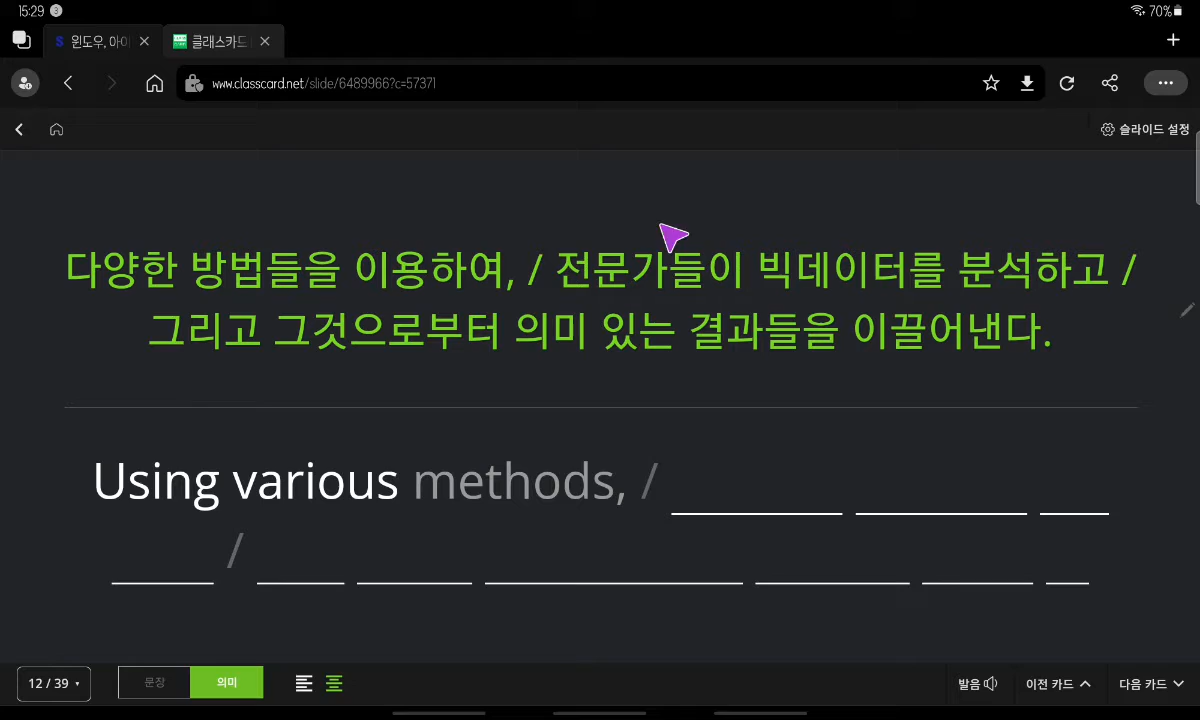 15:29 3 70%
S 윈도우, 아이 클래스카드
www.classcard.net/slide/6489966?c=57371
슬라이드 설정
다양한 방법들을 이용하여, / 전문가들이 빅데이터를 분석하고 /
그리고 그것으로부터 의미 있는 결과들을 이끌어낸다.
Using various methods, /
/
12 / 39 문장 의미 발음 이전 카드 다음 카드